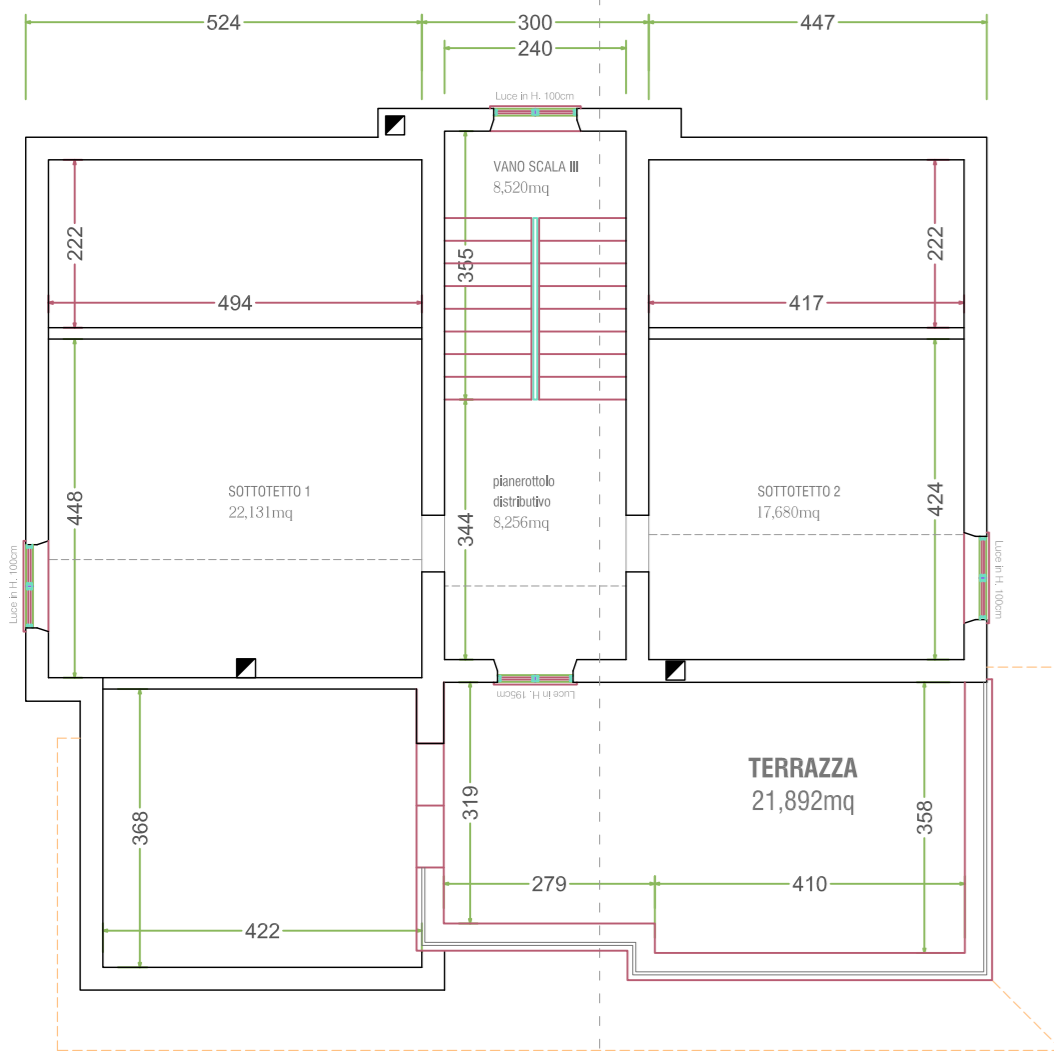 524
300
447
240
Luce in H. 100cm
VANO SCALA III
8,520mq
222
355
222
494
417
SOTTOTETTO 1
22,131mq
pianerottolo
distributivo
8,256mq
SOTTOTETTO 2
17,680mq
448
344
424
Luce in H. 100cm
Luce in H. 100cm
Luce in H. 195cm
TERRAZZA
21,892mq
368
319
358
279
410
422